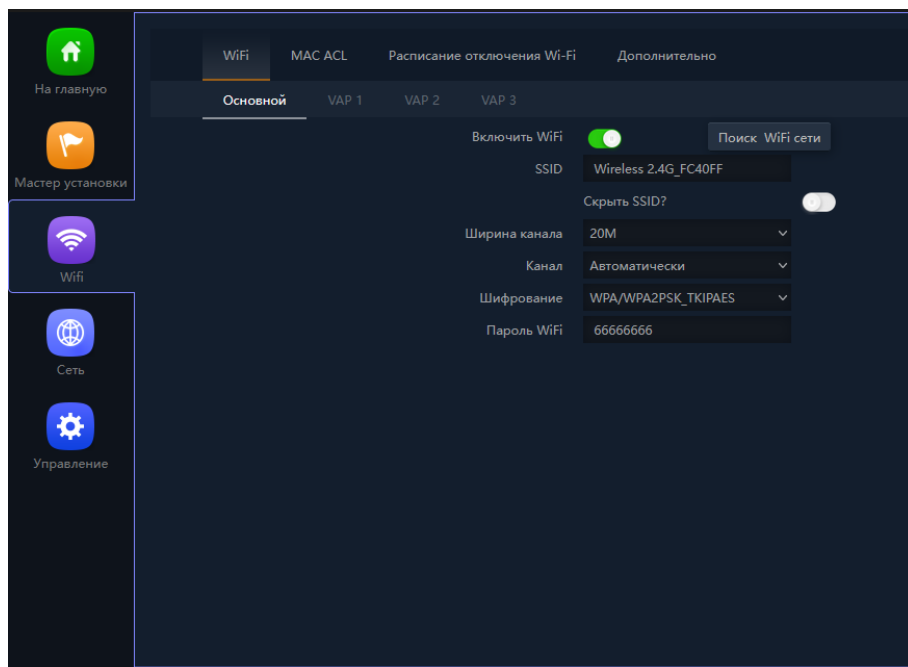 На главную
Мастер установки
Wifi
Сеть
Управление
WiFi MAC ACL Расписание отключения Wi-Fi Дополнительно
Основной VAP 1 VAP 2 VAP 3
Включить WiFi Поиск WiFi сети
SSID Wireless 2.4G_FC40FF
Скрыть SSID?
Ширина канала 20M
Канал Автоматически
Шифрование WPA/WPA2PSK_TKIPAES
Пароль WiFi 66666666